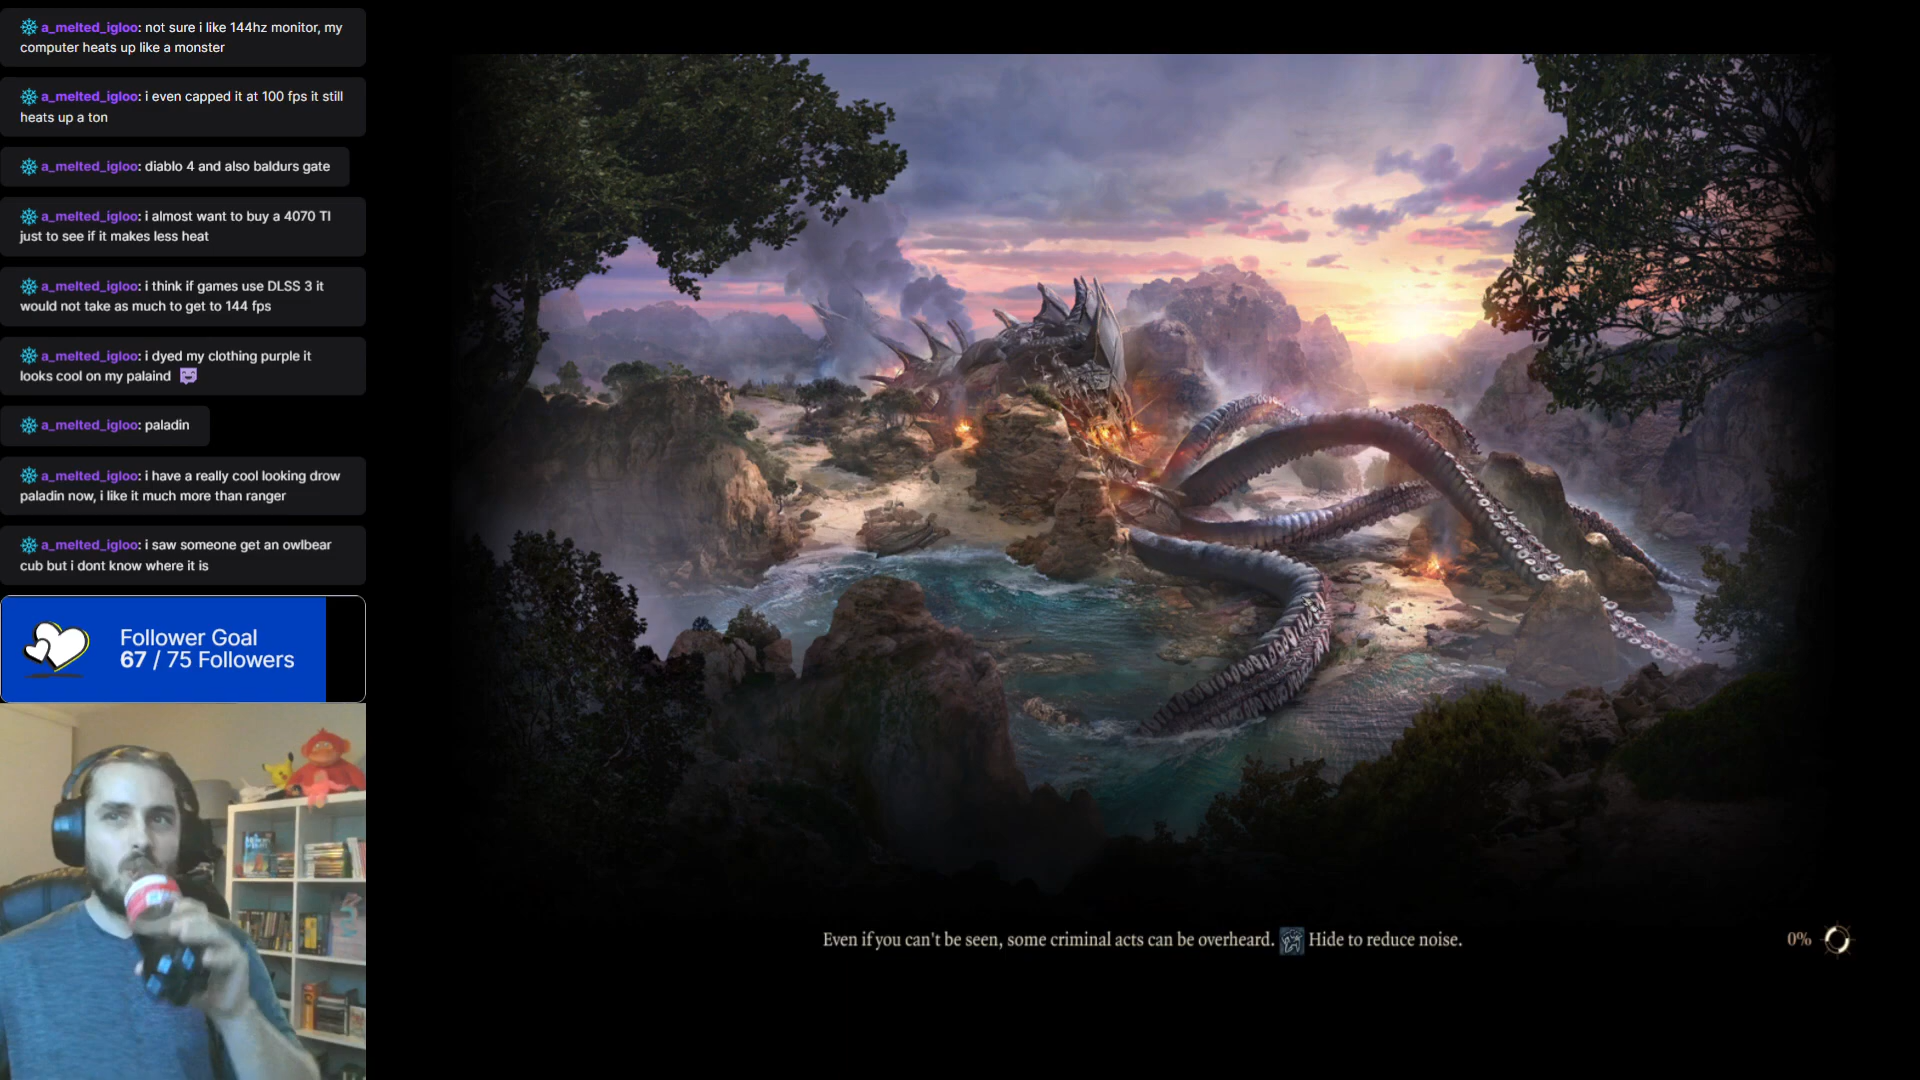 a_melted_igloo: not sure i like 144hz monitor, my
computer heats up like a monster
a_melted_igloo: i even capped it at 100 fps it still
heats up a ton
a_melted_igloo: diablo 4 and also baldurs gate
a_melted_igloo: i almost want to buy a 4070 TI
just to see if it makes less heat
a_melted_igloo: i think if games use DLSS 3 it
would not take as much to get to 144 fps
a_melted_igloo: i dyed my clothing purple it
looks cool on my palaind
a_melted_igloo: paladin
a_melted_igloo: i have a really cool looking drow
paladin now, i like it much more than ranger
a_melted_igloo: i saw someone get an owlbear
cub but i dont know where it is
Follower Goal
67 / 75 Followers
Even if you can't be seen, some criminal acts can be overheard. Hide to reduce noise.
0%